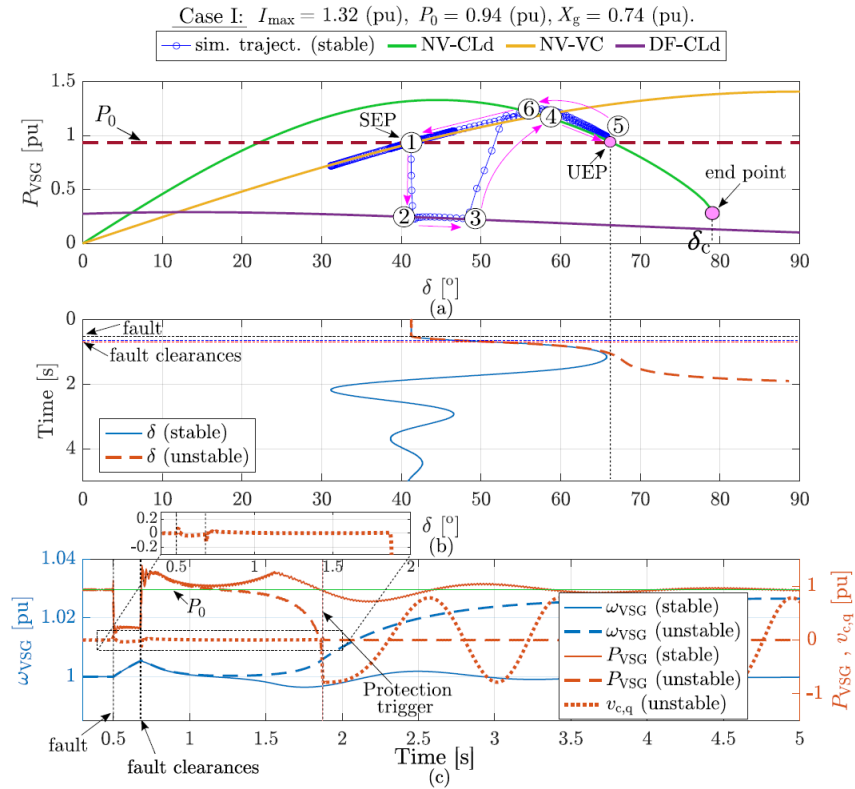 Case I: I_max = 1.32 (pu), P_0 = 0.94 (pu), X_g = 0.74 (pu).
sim. traject. (stable) NV-CLd NV-VC DF-CLd
P_VSG [pu]
1.5
1
0.5
0
P_0
SEP
1
2
3
4
5
6
UEP
end point
δ_c
0 10 20 30 40 50 60 70 80 90
δ [°]
(a)
Time [s]
0
2
4
fault
fault clearances
δ (stable)
δ (unstable)
0 10 20 30 40 50 60 70 80 90
δ [°]
(b)
0.2
0
-0.2
0.5 1 1.5 2
ω_VSG [pu]
1.04
1.02
1
P_0
Protection
trigger
fault
fault clearances
ω_VSG (stable)
ω_VSG (unstable)
P_VSG (stable)
P_VSG (unstable)
v_c,q (unstable)
1
0
-1
P_VSG , v_c,q [pu]
0.5 1 1.5 2 2.5 3 3.5 4 4.5 5
Time [s]
(c)